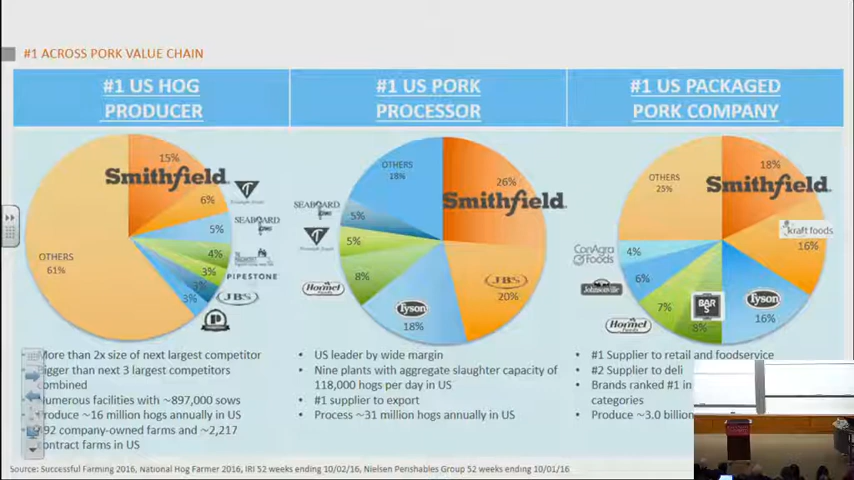 #1 ACROSS PORK VALUE CHAIN
#1 US HOG
PRODUCER
15%
Smithfield
6%
SEABOARD
5%
4%
3%
PIPESTONE
JBS
3%
OTHERS
61%
More than 2x size of next largest competitor
Bigger than next 3 largest competitors
combined
Numerous facilities with ~897,000 sows
Produce ~16 million hogs annually in US
92 company-owned farms and ~2,217
contract farms in US
#1 US PORK
PROCESSOR
OTHERS
18%
26%
Smithfield
SEABOARD
5%
5%
Hormel
8%
JBS
20%
Tyson
18%
• US leader by wide margin
• Nine plants with aggregate slaughter capacity of
118,000 hogs per day in US
• #1 supplier to export
• Process ~31 million hogs annually in US
#1 US PACKAGED
PORK COMPANY
OTHERS
25%
18%
Smithfield
kraft foods
16%
ConAgra
Foods
4%
Johnsonville
6%
Hormel
7%
BAR
S
8%
Tyson
16%
• #1 Supplier to retail and foodservice
• #2 Supplier to deli
• Brands ranked #1 in
categories
• Produce ~3.0 billion
Source: Successful Farming 2016, National Hog Farmer 2016, IRI 52 weeks ending 10/02/16, Nielsen Perishables Group 52 weeks ending 10/01/16